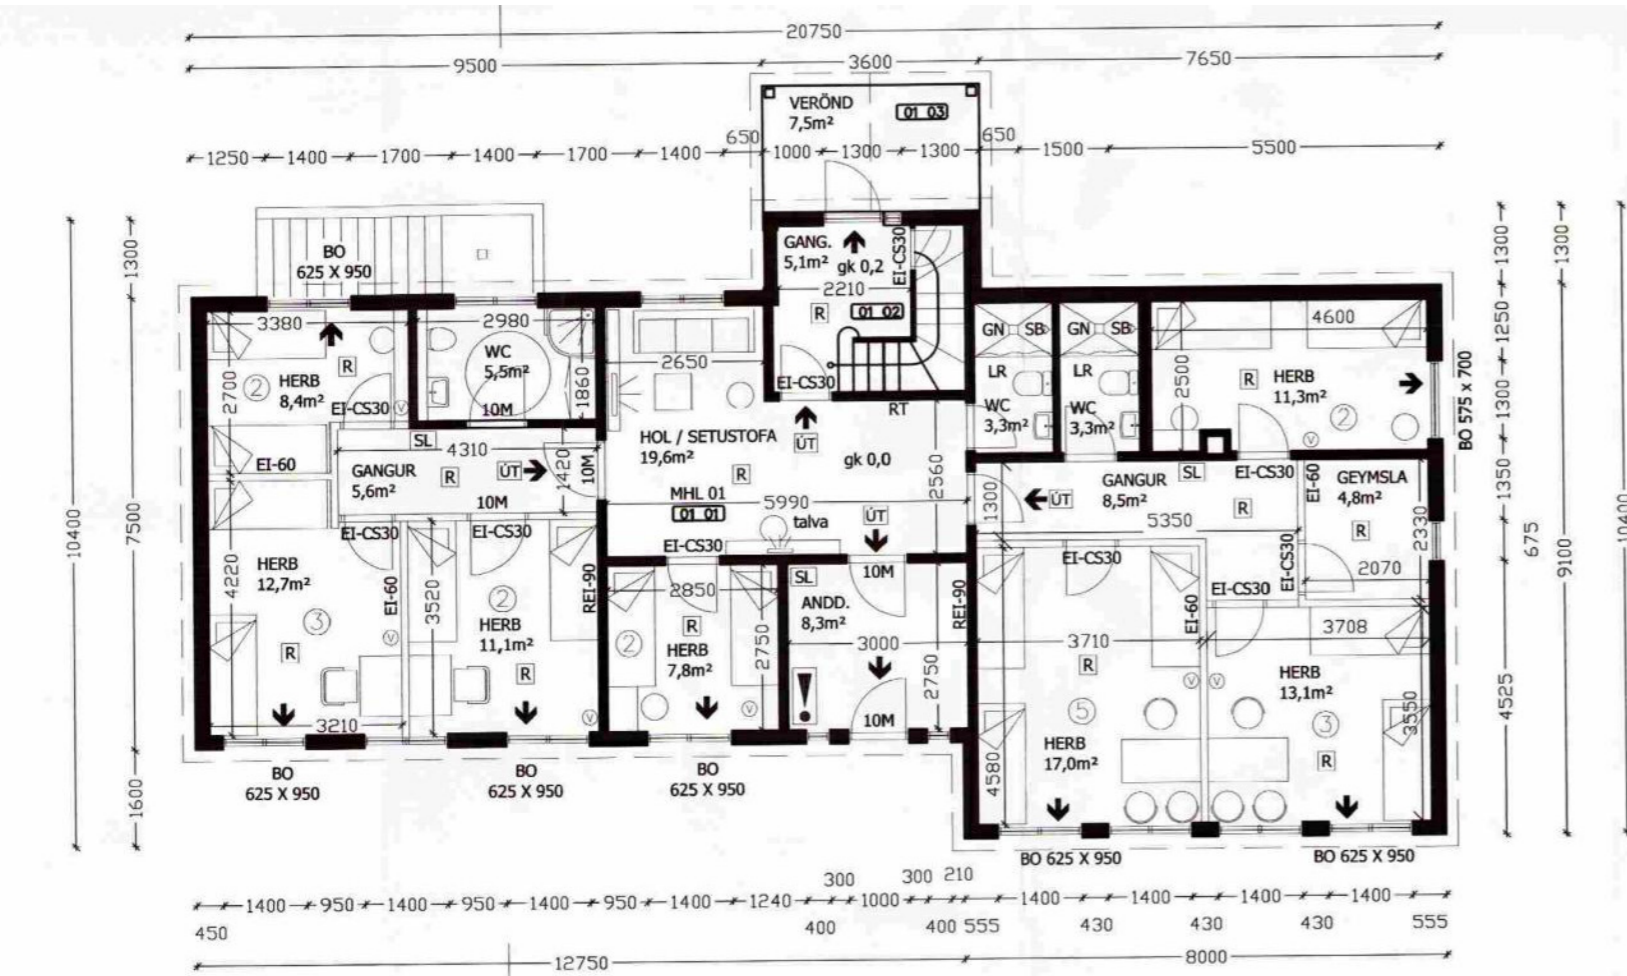 20750
9500
3600
7650
VERÖND
7,5m²
01 03
650
650
1250
1400
1700
1400
1700
1400
1000
1300
1300
1500
5500
BO
625 X 950
GANG.
5,1m²
gk 0,2
EI-CS30
2210
R
01 02
EI-CS30
1300
10400
7500
1600
1300
1250
1300
1350
675
4525
1300
9100
10400
3380
R
HERB
8,4m²
2
2700
EI-CS30
V
2980
WC
5,5m²
1860
10M
2650
HOL / SETUSTOFA
19,6m²
R
RT
ÚT
gk 0,0
2560
GN
SB
LR
WC
3,3m²
GN
SB
LR
WC
3,3m²
4600
2500
R
HERB
11,3m²
2
V
BO 575 x 700
EI-60
SL
4310
GANGUR
5,6m²
R
ÚT
1420
10M
10M
MHL 01
01 01
5990
talva
ÚT
EI-CS30
10M
1300
ÚT
GANGUR
8,5m²
SL
EI-CS30
R
5350
EI-60
GEYMSLA
4,8m²
R
2330
2070
EI-CS30
EI-CS30
EI-CS30
EI-CS30
EI-CS30
HERB
12,7m²
4220
3
R
EI-60
V
3210
3520
2
HERB
11,1m²
R
REI-90
V
2850
R
2
HERB
7,8m²
2750
V
SL
ANDD.
8,3m²
3000
REI-90
2750
10M
3710
R
EI-60
V
5
HERB
17,0m²
4580
3708
V
HERB
13,1m²
3
R
3550
BO
625 X 950
BO
625 X 950
BO
625 X 950
BO 625 X 950
BO 625 X 950
300
300
210
1400
950
1400
950
1400
950
1400
1240
1000
1400
1400
1400
1400
450
400
400
555
430
430
430
555
12750
8000